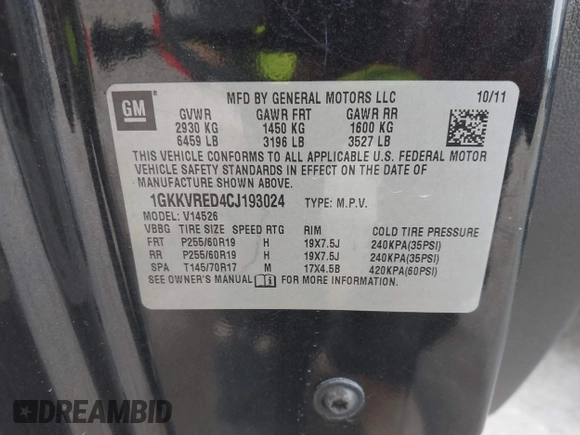 GM
MFD BY GENERAL MOTORS LLC 10/11
GVWR GAWR FRT GAWR RR
2930 KG 1450 KG 1600 KG
6459 LB 3196 LB 3527 LB
THIS VEHICLE CONFORMS TO ALL APPLICABLE U.S. FEDERAL MOTOR
VEHICLE SAFETY STANDARDS IN EFFECT ON THE DATE OF
MANUFACTURE SHOWN ABOVE.
1GKKVRED4CJ193024 TYPE: M.P.V.
MODEL: V14526
VBBG TIRE SIZE SPEED RTG RIM COLD TIRE PRESSURE
FRT P255/60R19 H 19X7.5J 240KPA(35PSI)
RR P255/60R19 H 19X7.5J 240KPA(35PSI)
SPA T145/70R17 M 17X4.5B 420KPA(60PSI)
SEE OWNER'S MANUAL i FOR MORE INFORMATION.
DREAMBID